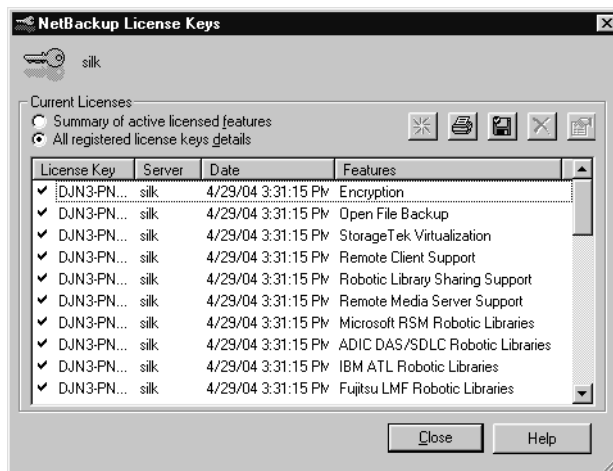 NetBackup License Keys
silk
Current Licenses
Summary of active licensed features
All registered license keys details
License Key Server Date Features
DJN3-PN... silk 4/29/04 3:31:15 PM Encryption
DJN3-PN... silk 4/29/04 3:31:15 PM Open File Backup
DJN3-PN... silk 4/29/04 3:31:15 PM StorageTek Virtualization
DJN3-PN... silk 4/29/04 3:31:15 PM Remote Client Support
DJN3-PN... silk 4/29/04 3:31:15 PM Robotic Library Sharing Support
DJN3-PN... silk 4/29/04 3:31:15 PM Remote Media Server Support
DJN3-PN... silk 4/29/04 3:31:15 PM Microsoft RSM Robotic Libraries
DJN3-PN... silk 4/29/04 3:31:15 PM ADIC DAS/SDLC Robotic Libraries
DJN3-PN... silk 4/29/04 3:31:15 PM IBM ATL Robotic Libraries
DJN3-PN... silk 4/29/04 3:31:15 PM Fujitsu LMF Robotic Libraries
Close Help